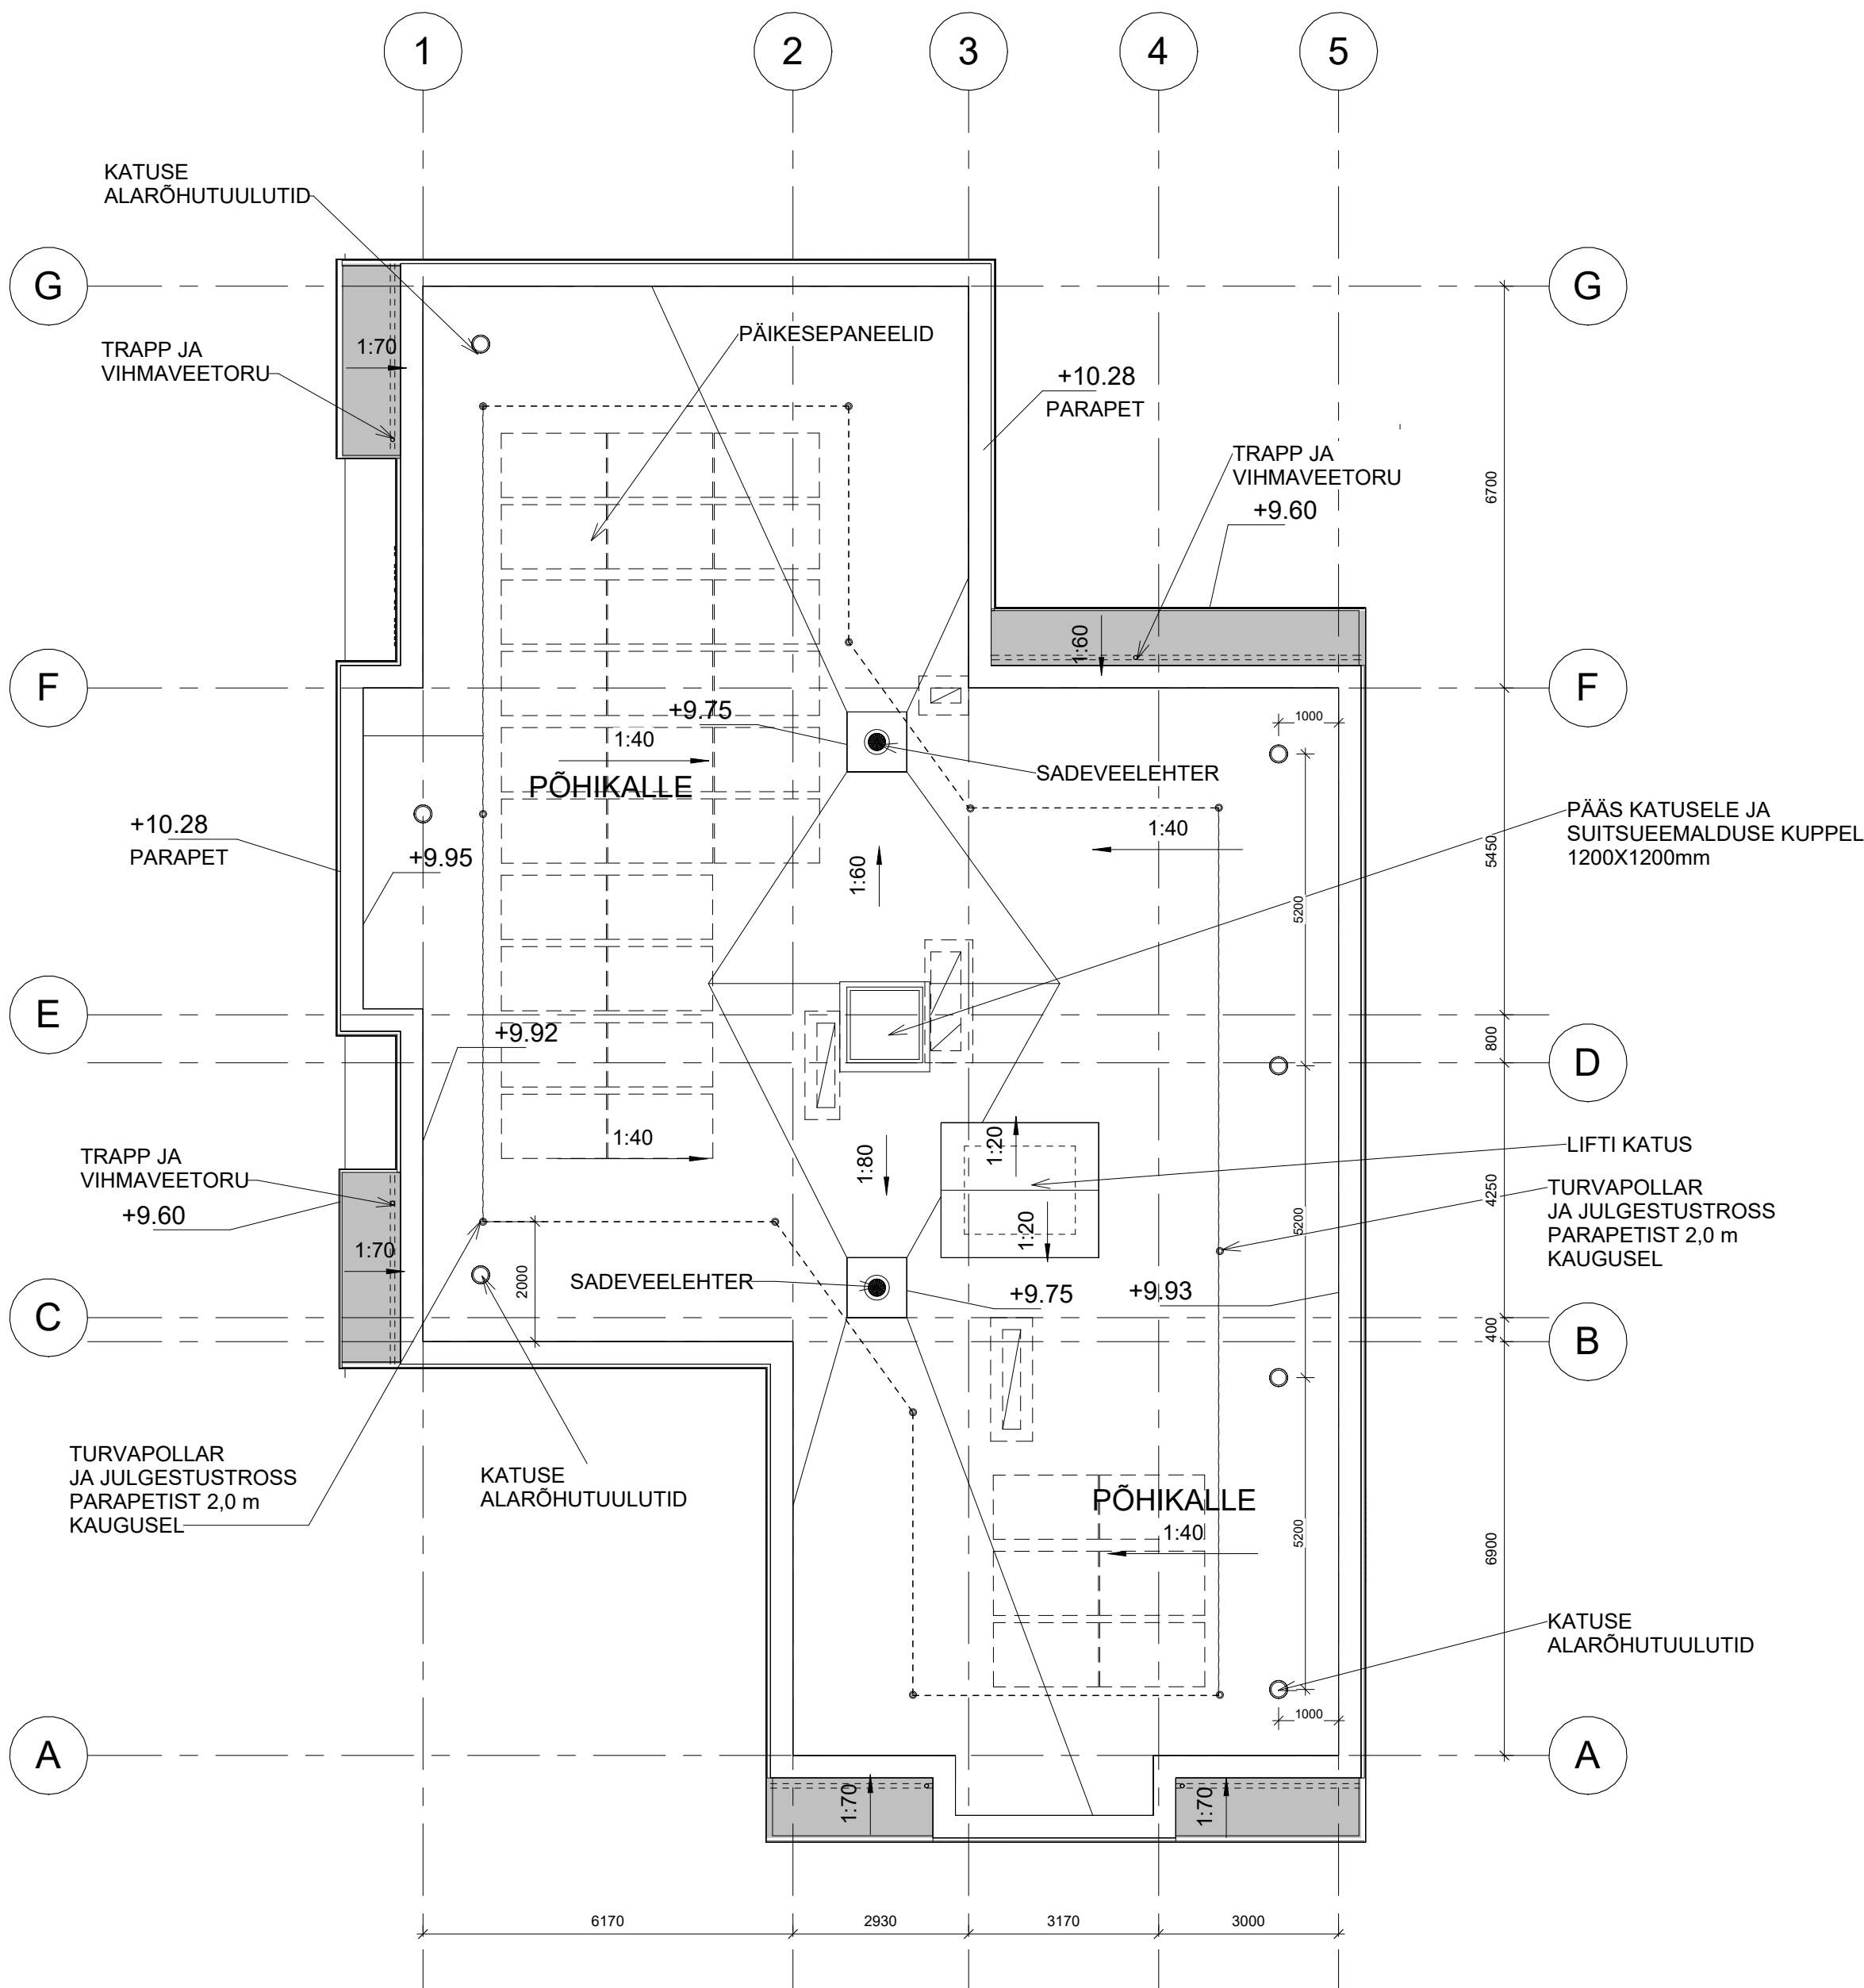 1
2
3
4
5
KATUSE
ALARÕHUTUULUTID
G
G
TRAPP JA
VIHMAVEETORU
1:70
PÄIKESEPANEELID
+10.28
PARAPET
TRAPP JA
VIHMAVEETORU
+9.60
6700
1:60
F
F
+9.75
1:40
PÕHIKALLE
1000
SADEVEELEHTER
1:40
+10.28
PARAPET
+9.95
1:60
5200
5450
PÄÄS KATUSELE JA
SUITSUEEMALDUSE KUPPEL
1200X1200mm
E
+9.92
800
D
1:40
1:80
1:20
1:20
LIFTI KATUS
TRAPP JA
VIHMAVEETORU
+9.60
1:70
5200
4250
TURVAPOLLAR
JA JULGESTUSTROSS
PARAPETIST 2,0 m
KAUGUSEL
2000
SADEVEELEHTER
+9.75
+9.93
C
400
B
TURVAPOLLAR
JA JULGESTUSTROSS
PARAPETIST 2,0 m
KAUGUSEL
KATUSE
ALARÕHUTUULUTID
PÕHIKALLE
1:40
5200
6900
KATUSE
ALARÕHUTUULUTID
1000
A
A
1:70
1:70
6170
2930
3170
3000